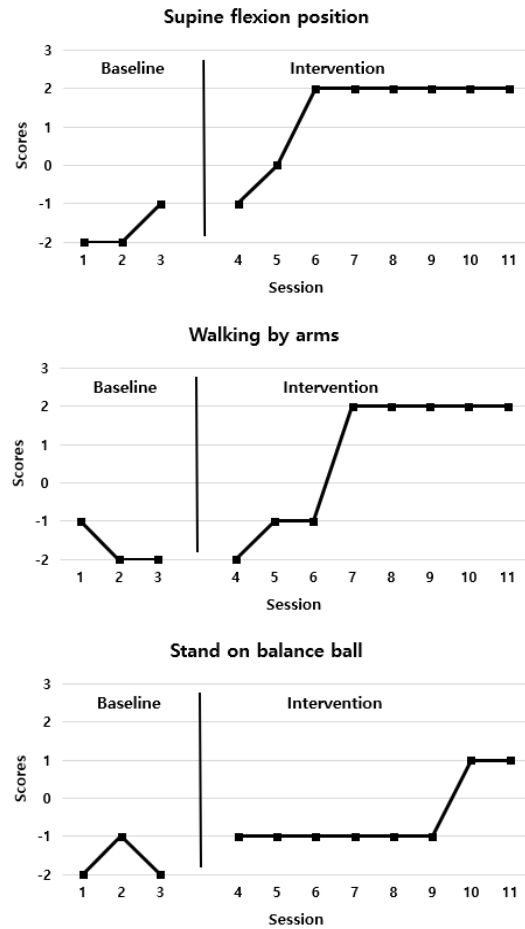 Supine flexion position
3
Baseline Intervention
2
1
Scores
0
-1
-2
1 2 3 4 5 6 7 8 9 10 11
Session
Walking by arms
3
Baseline Intervention
2
1
Scores
0
-1
-2
1 2 3 4 5 6 7 8 9 10 11
Session
Stand on balance ball
3
Baseline Intervention
2
1
Scores
0
-1
-2
1 2 3 4 5 6 7 8 9 10 11
Session